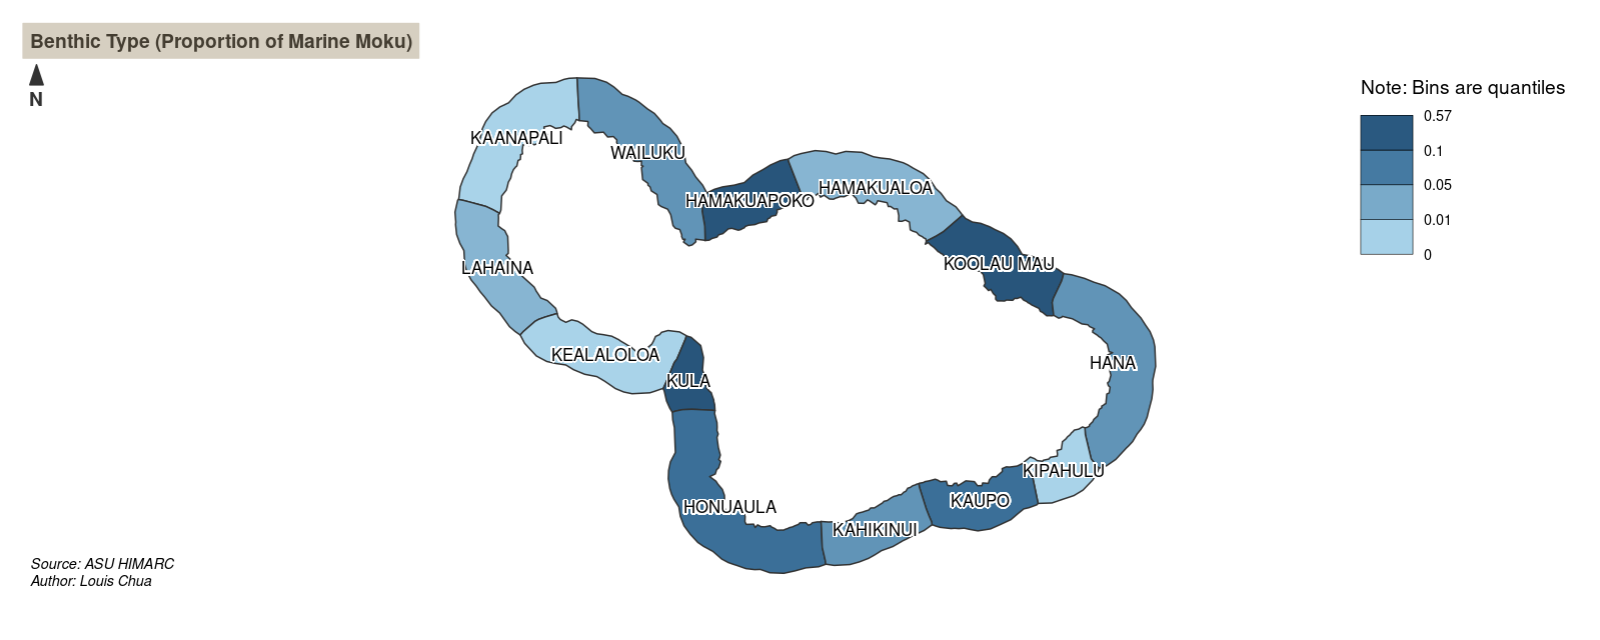 Benthic Type (Proportion of Marine Moku)
N
Note: Bins are quantiles
0.57
0.1
0.05
0.01
0
KAANAPALI
WAILUKU
HAMAKUAPOKO
HAMAKUALOA
LAHAINA
KOOLAU MAU
KEALALOLOA
HANA
KULA
KIPAHULU
KAUPO
HONUAULA
KAHIKINUI
Source: ASU HIMARC
Author: Louis Chua